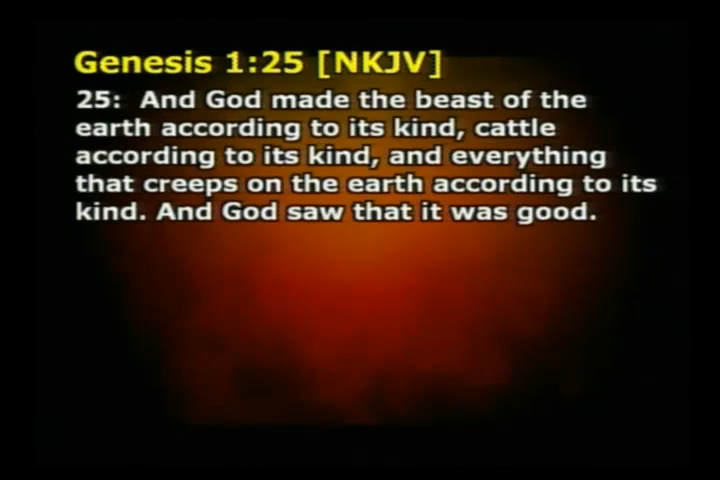 Genesis 1:25 [NKJV]
25: And God made the beast of the
earth according to its kind, cattle
according to its kind, and everything
that creeps on the earth according to its
kind. And God saw that it was good.